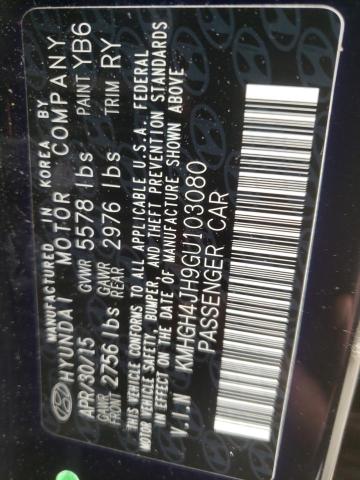 MANUFACTURED IN KOREA BY
HYUNDAI MOTOR COMPANY
APR/30/15 GVWR 5578 lbs PAINT YB6
GAWR FRONT 2756 lbs GAWR REAR 2976 lbs TRIM RY
THIS VEHICLE CONFORMS TO ALL APPLICABLE U.S.A. FEDERAL
MOTOR VEHICLE SAFETY, BUMPER, AND THEFT PREVENTION STANDARDS
IN EFFECT ON THE DATE OF MANUFACTURE SHOWN ABOVE
V.I.N KMHGH4JH9GU103080
PASSENGER CAR